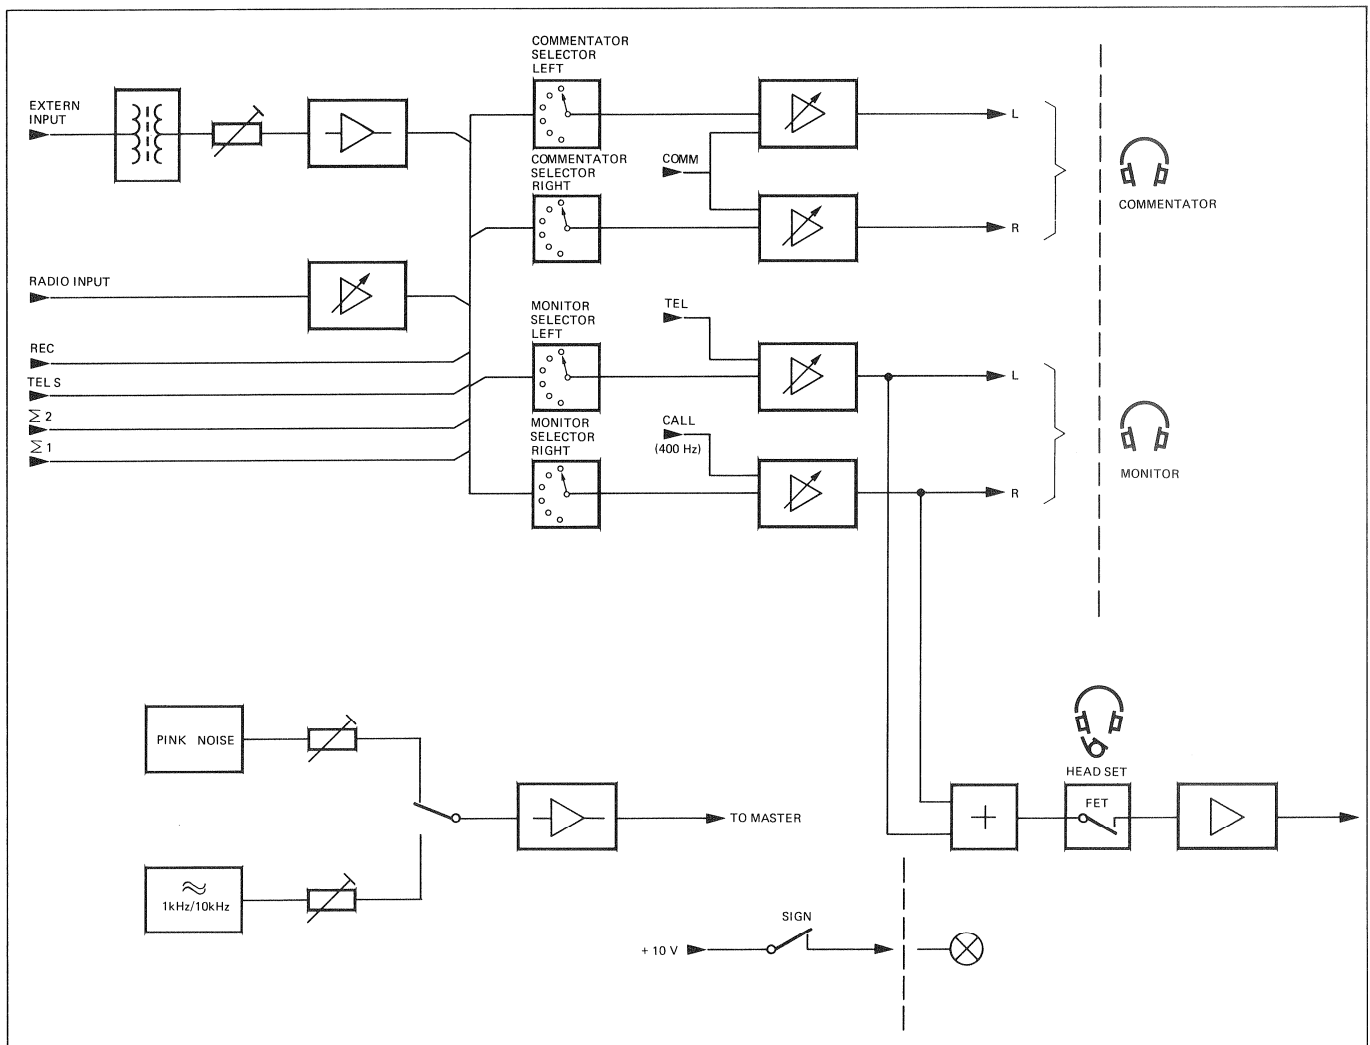 EXTERN
INPUT
COMMENTATOR
SELECTOR
LEFT
COMMENTATOR
SELECTOR
RIGHT
COMM
L
R
COMMENTATOR
RADIO INPUT
REC
TEL S
Σ 2
Σ 1
MONITOR
SELECTOR
LEFT
TEL
MONITOR
SELECTOR
RIGHT
CALL
(400 Hz)
L
R
MONITOR
PINK NOISE
1kHz/10kHz
TO MASTER
HEAD SET
FET
+
SIGN
+ 10 V